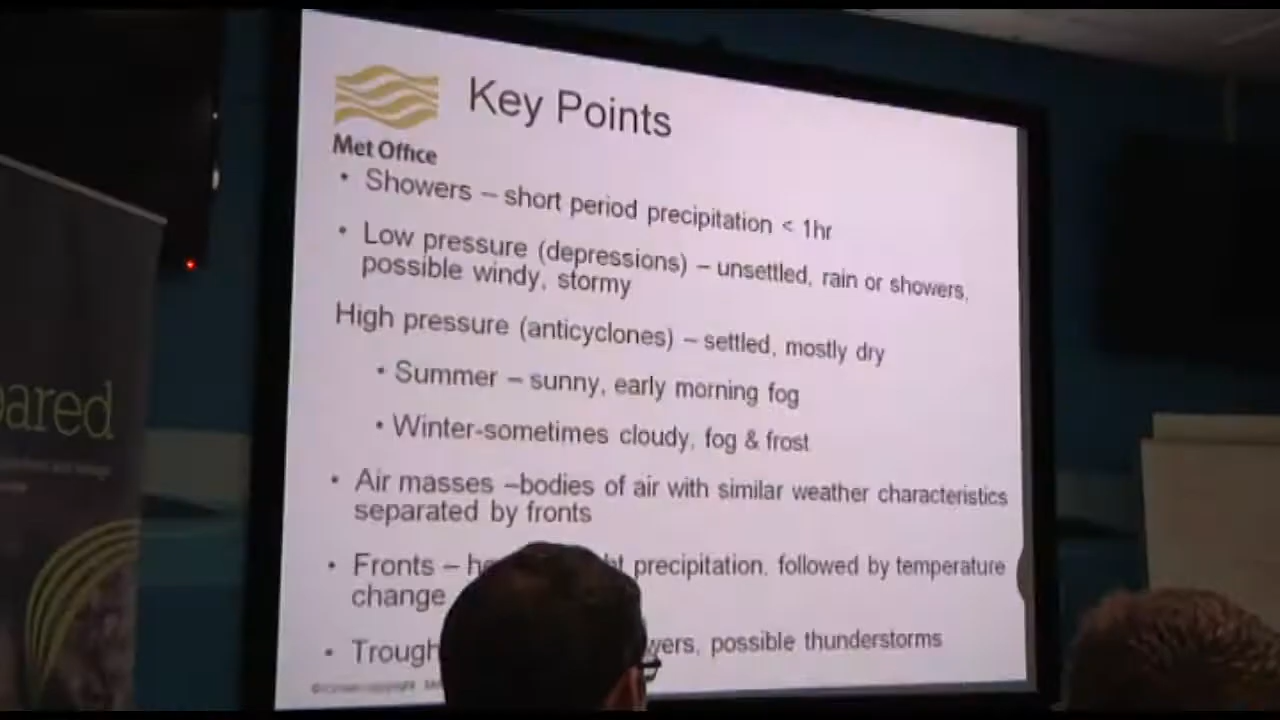 Key Points
Met Office
• Showers – short period precipitation < 1hr
• Low pressure (depressions) – unsettled, rain or showers,
possible windy, stormy
High pressure (anticyclones) – settled, mostly dry
• Summer – sunny, early morning fog
• Winter-sometimes cloudy, fog & frost
• Air masses –bodies of air with similar weather characteristics
separated by fronts
• Fronts – precipitation, followed by temperature
change
• Trough possible thunderstorms
ared